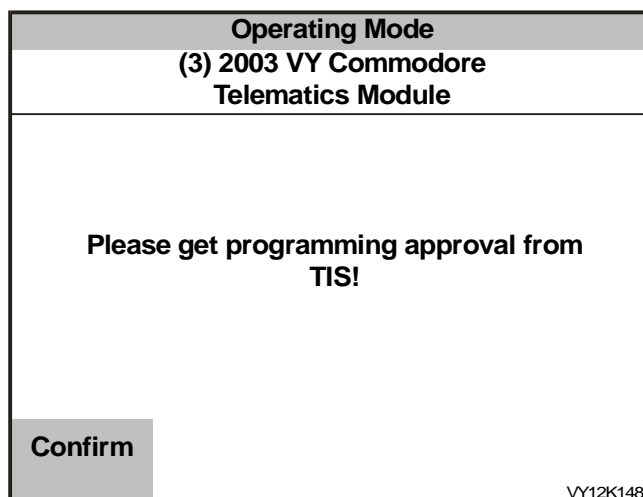 Operating Mode
(3) 2003 VY Commodore
Telematics Module
Please get programming approval from
TIS!
Confirm
VY12K148